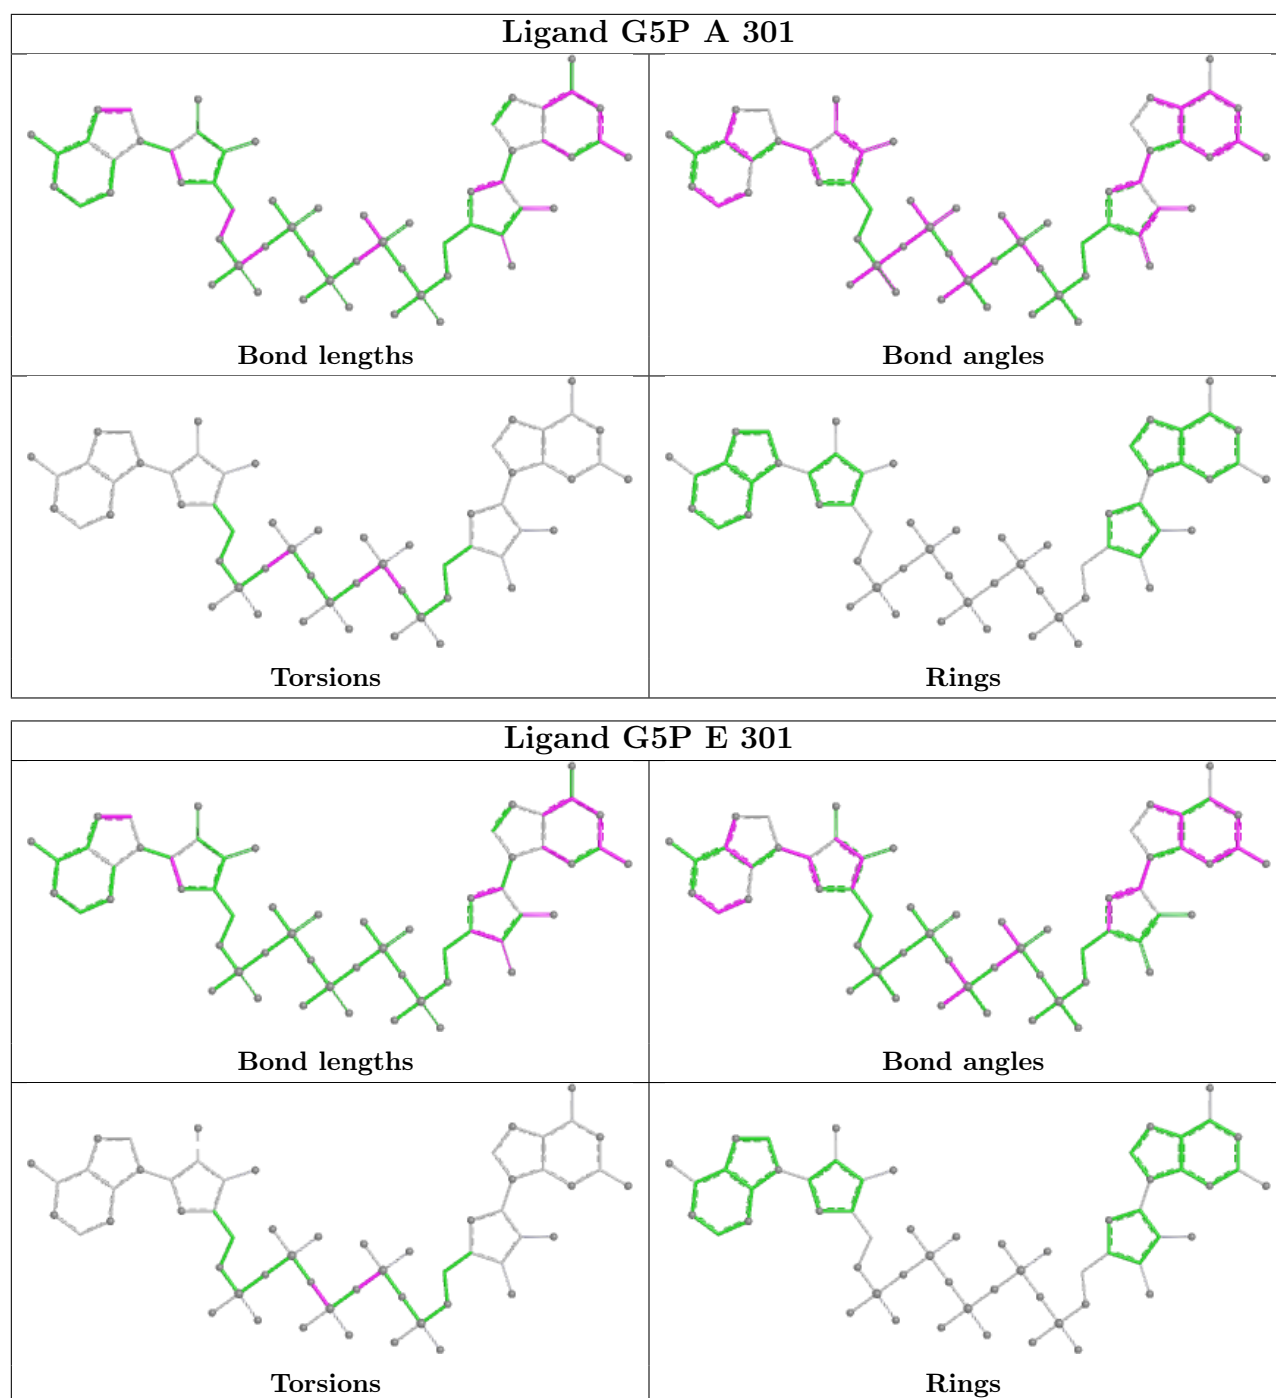 Ligand G5P A 301
Bond lengths
Bond angles
Torsions
Rings
Ligand G5P E 301
Bond lengths
Bond angles
Torsions
Rings